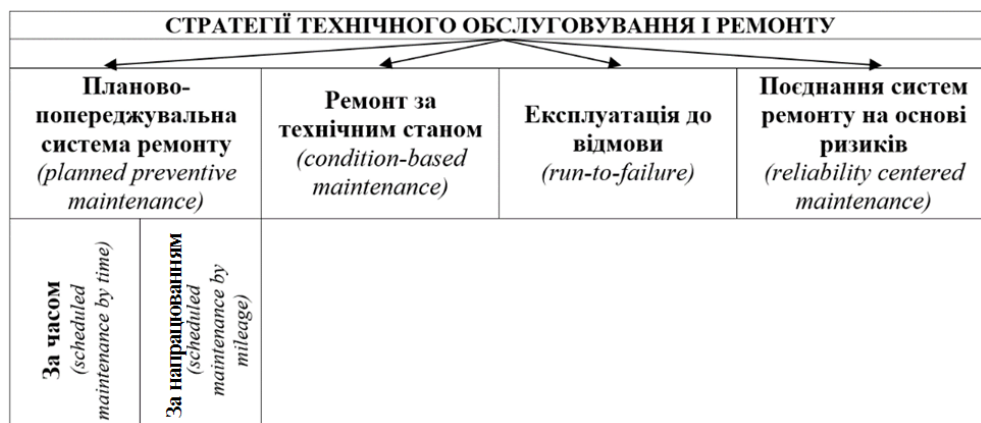 СТРАТЕГІЇ ТЕХНІЧНОГО ОБСЛУГОВУВАННЯ І РЕМОНТУ
Планово-
попереджувальна
система ремонту
(planned preventive
maintenance)
Ремонт за
технічним станом
(condition-based
maintenance)
Експлуатація до
відмови
(run-to-failure)
Поєднання систем
ремонту на основі
ризиків
(reliability centered
maintenance)
За часом
(scheduled
maintenance by time)
За напрацюванням
(scheduled
maintenance by
mileage)